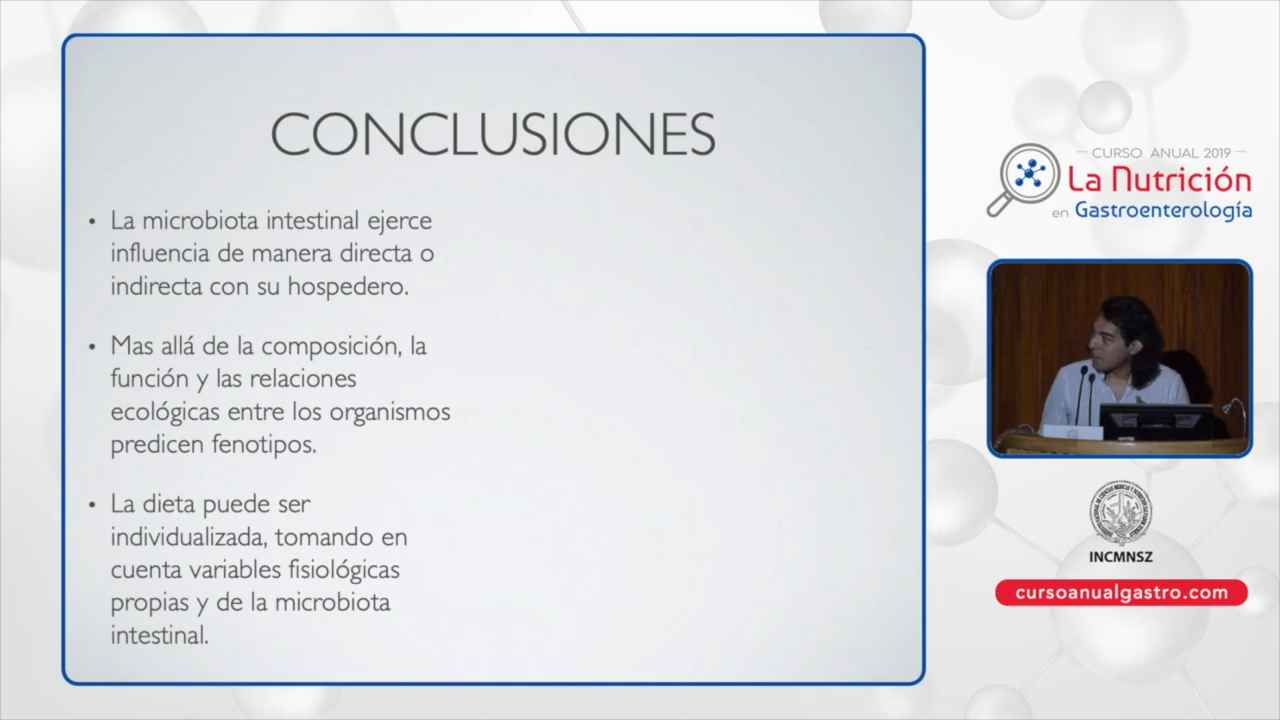 CONCLUSIONES
• La microbiota intestinal ejerce
influencia de manera directa o
indirecta con su hospedero.
• Mas allá de la composición, la
función y las relaciones
ecológicas entre los organismos
predicen fenotipos.
• La dieta puede ser
individualizada, tomando en
cuenta variables fisiológicas
propias y de la microbiota
intestinal.
CURSO ANUAL 2019
La Nutrición
en Gastroenterología
INCMNSZ
cursoanualgastro.com